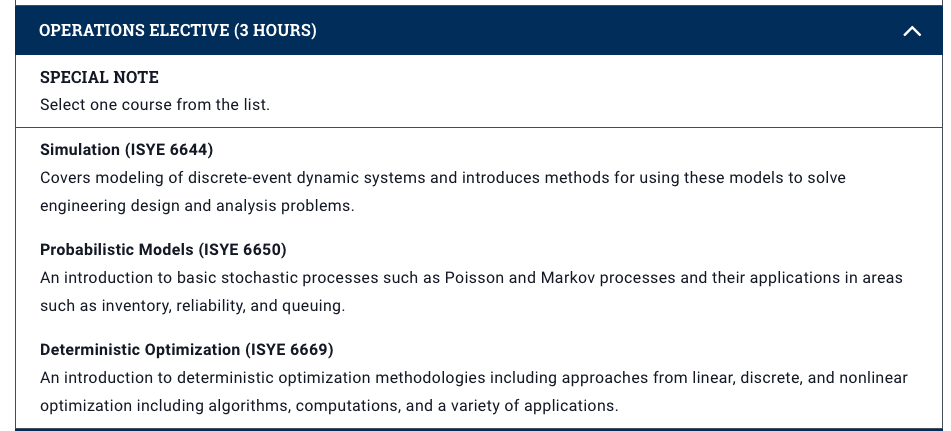 OPERATIONS ELECTIVE (3 HOURS)
SPECIAL NOTE
Select one course from the list.
Simulation (ISYE 6644)
Covers modeling of discrete-event dynamic systems and introduces methods for using these models to solve
engineering design and analysis problems.
Probabilistic Models (ISYE 6650)
An introduction to basic stochastic processes such as Poisson and Markov processes and their applications in areas
such as inventory, reliability, and queuing.
Deterministic Optimization (ISYE 6669)
An introduction to deterministic optimization methodologies including approaches from linear, discrete, and nonlinear
optimization including algorithms, computations, and a variety of applications.